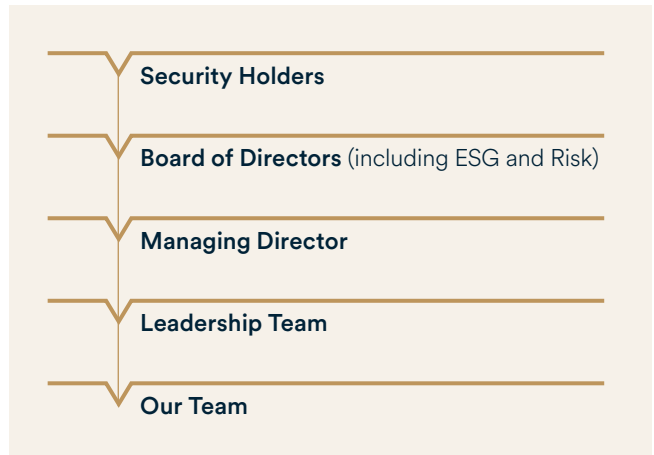 Security Holders
Board of Directors (including ESG and Risk)
Managing Director
Leadership Team
Our Team